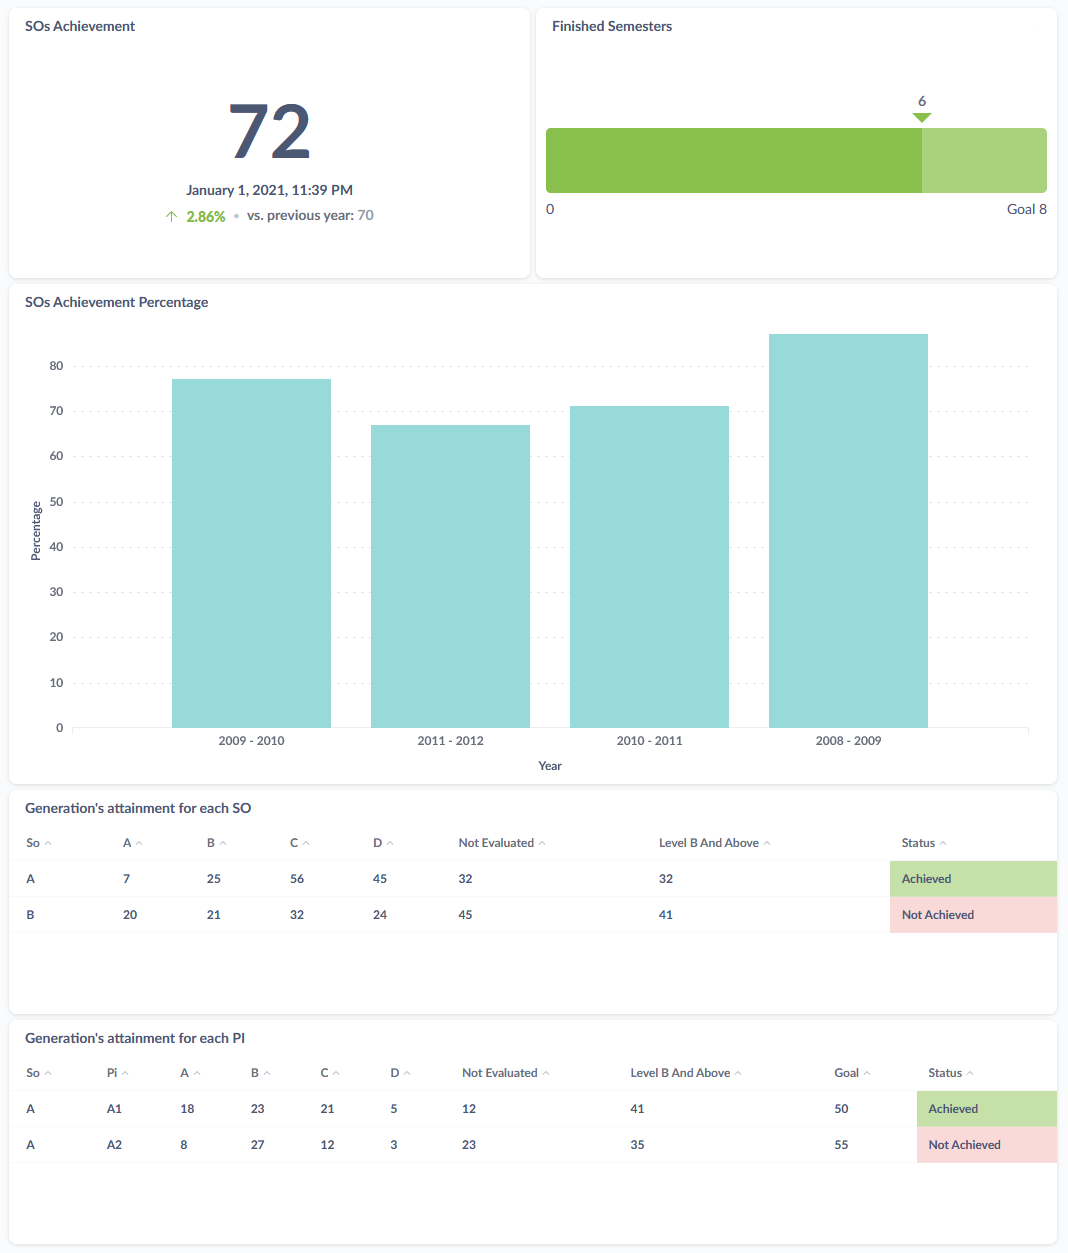 SOs Achievement
72
January 1, 2021, 11:39 PM
2.86% • vs. previous year: 70
Finished Semesters
6
0 Goal 8
SOs Achievement Percentage
Percentage
80
70
60
50
40
30
20
10
0
2009 - 2010 2011 - 2012 2010 - 2011 2008 - 2009
Year
Generation's attainment for each SO
So A B C D Not Evaluated Level B And Above Status
A 7 25 56 45 32 32 Achieved
B 20 21 32 24 45 41 Not Achieved
Generation's attainment for each PI
So Pi A B C D Not Evaluated Level B And Above Goal Status
A A1 18 23 21 5 12 41 50 Achieved
A A2 8 27 12 3 23 35 55 Not Achieved